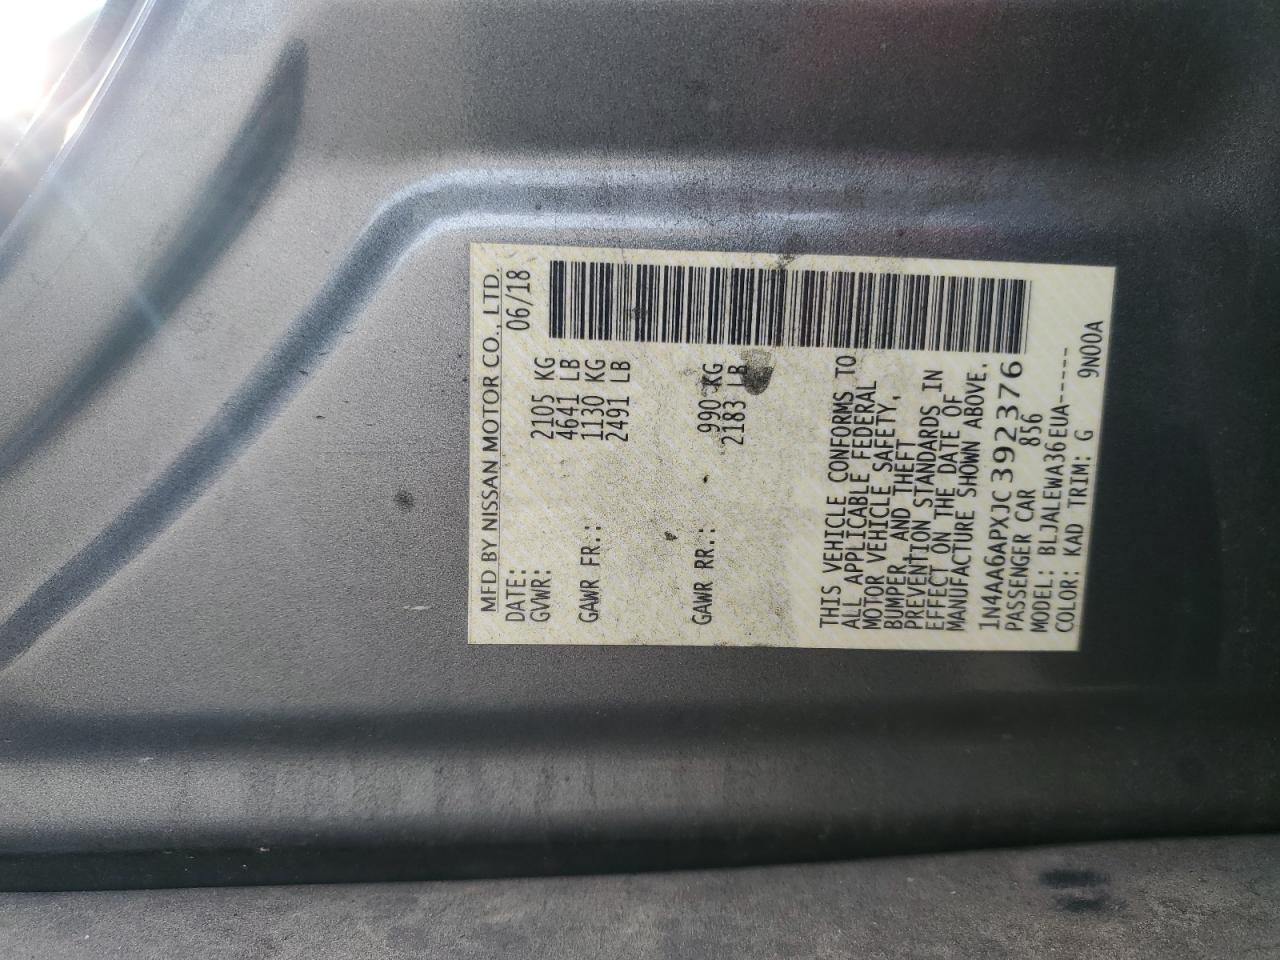 MFD BY NISSAN MOTOR CO., LTD.
DATE: 06/18
GVWR: 2105 KG
4641 LB
GAWR FR.: 1130 KG
2491 LB
GAWR RR.: 990 KG
2183 LB
THIS VEHICLE CONFORMS TO
ALL APPLICABLE FEDERAL
MOTOR VEHICLE SAFETY,
BUMPER, AND THEFT
PREVENTION STANDARDS IN
EFFECT ON THE DATE OF
MANUFACTURE SHOWN ABOVE.
1N4AA6APXJC392376
PASSENGER CAR 856
MODEL: BLJALEWA36EUA-----
COLOR: KAD TRIM: G 9N00A